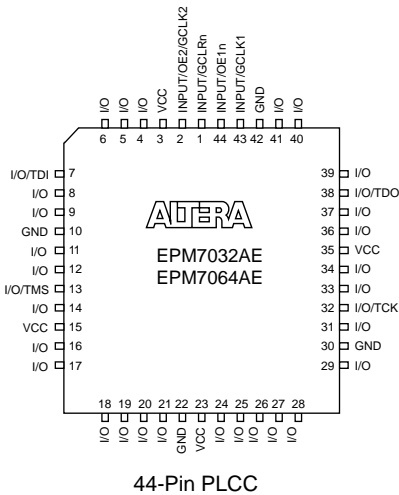 I/O I/O I/O VCC INPUT/OE2/GCLK2 INPUT/GCLRn INPUT/OE1n INPUT/GCLK1 GND I/O I/O
6 5 4 3 2 1 44 43 42 41 40
I/O/TDI 7
I/O 8
I/O 9
GND 10
I/O 11
I/O 12
I/O/TMS 13
I/O 14
VCC 15
I/O 16
I/O 17
ALTERA
EPM7032AE
EPM7064AE
39 I/O
38 I/O/TDO
37 I/O
36 I/O
35 VCC
34 I/O
33 I/O
32 I/O/TCK
31 I/O
30 GND
29 I/O
18 19 20 21 22 23 24 25 26 27 28
I/O I/O I/O I/O GND VCC I/O I/O I/O I/O I/O
44-Pin PLCC